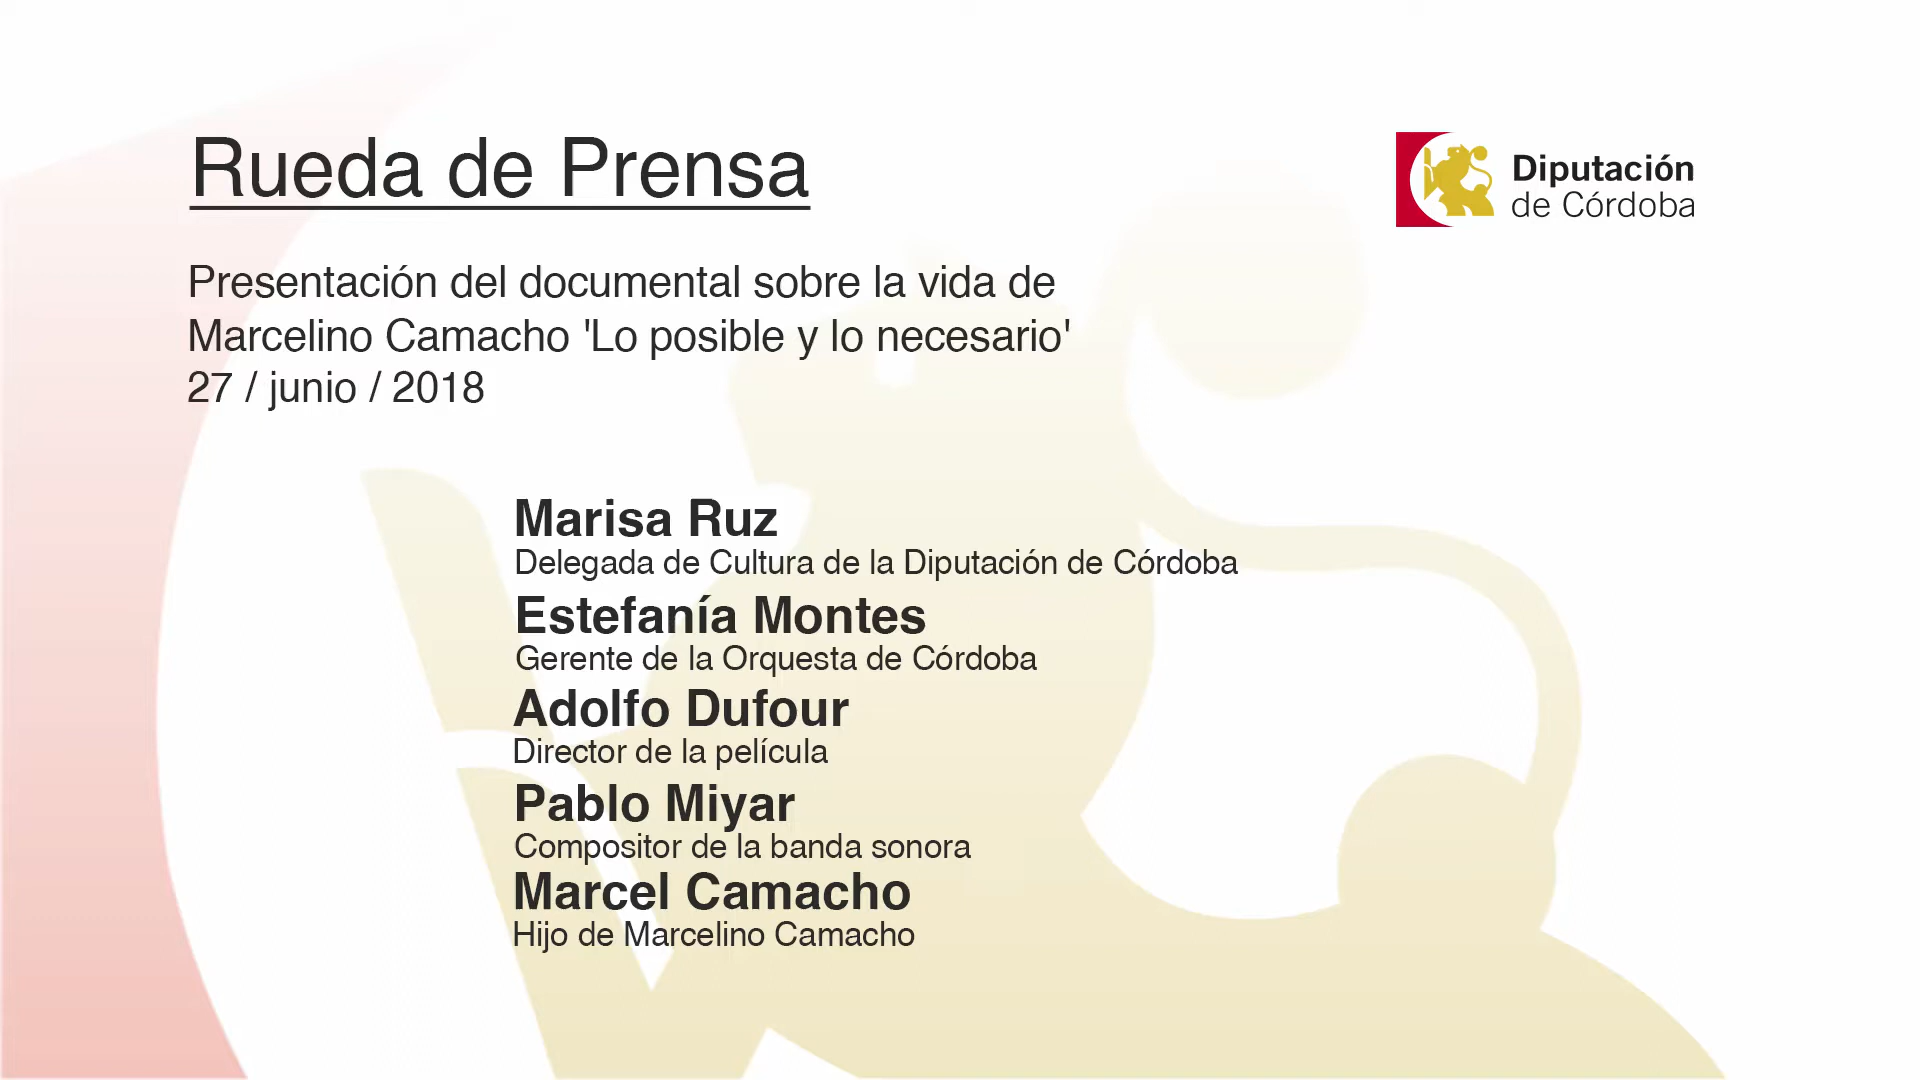 Rueda de Prensa
Diputación
de Córdoba
Presentación del documental sobre la vida de
Marcelino Camacho 'Lo posible y lo necesario'
27 / junio / 2018
Marisa Ruz
Delegada de Cultura de la Diputación de Córdoba
Estefanía Montes
Gerente de la Orquesta de Córdoba
Adolfo Dufour
Director de la película
Pablo Miyar
Compositor de la banda sonora
Marcel Camacho
Hijo de Marcelino Camacho